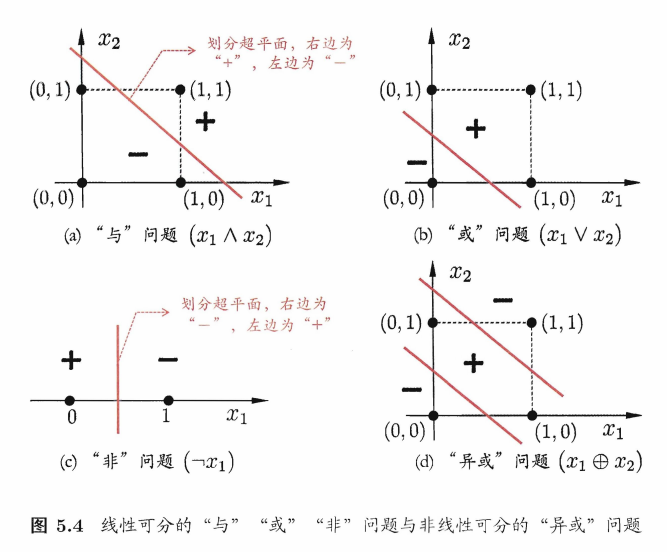 x₂
划分超平面，右边为
“+”，左边为“−”
(0, 1)
(1, 1)
+
−
(0,0)
(1,0)
x₁
(a) “与” 问题 (x₁ ∧ x₂)
x₂
(0, 1)
(1, 1)
+
−
(0,0)
(1,0)
x₁
(b) “或” 问题 (x₁ ∨ x₂)
划分超平面，右边为
“−”，左边为“+”
+
−
0
1
x₁
(c) “非” 问题 (¬x₁)
x₂
−
(0, 1)
(1, 1)
+
−
(0,0)
(1,0)
x₁
(d) “异或” 问题 (x₁ ⊕ x₂)
图 5.4 线性可分的 “与” “或” “非” 问题与非线性可分的 “异或” 问题